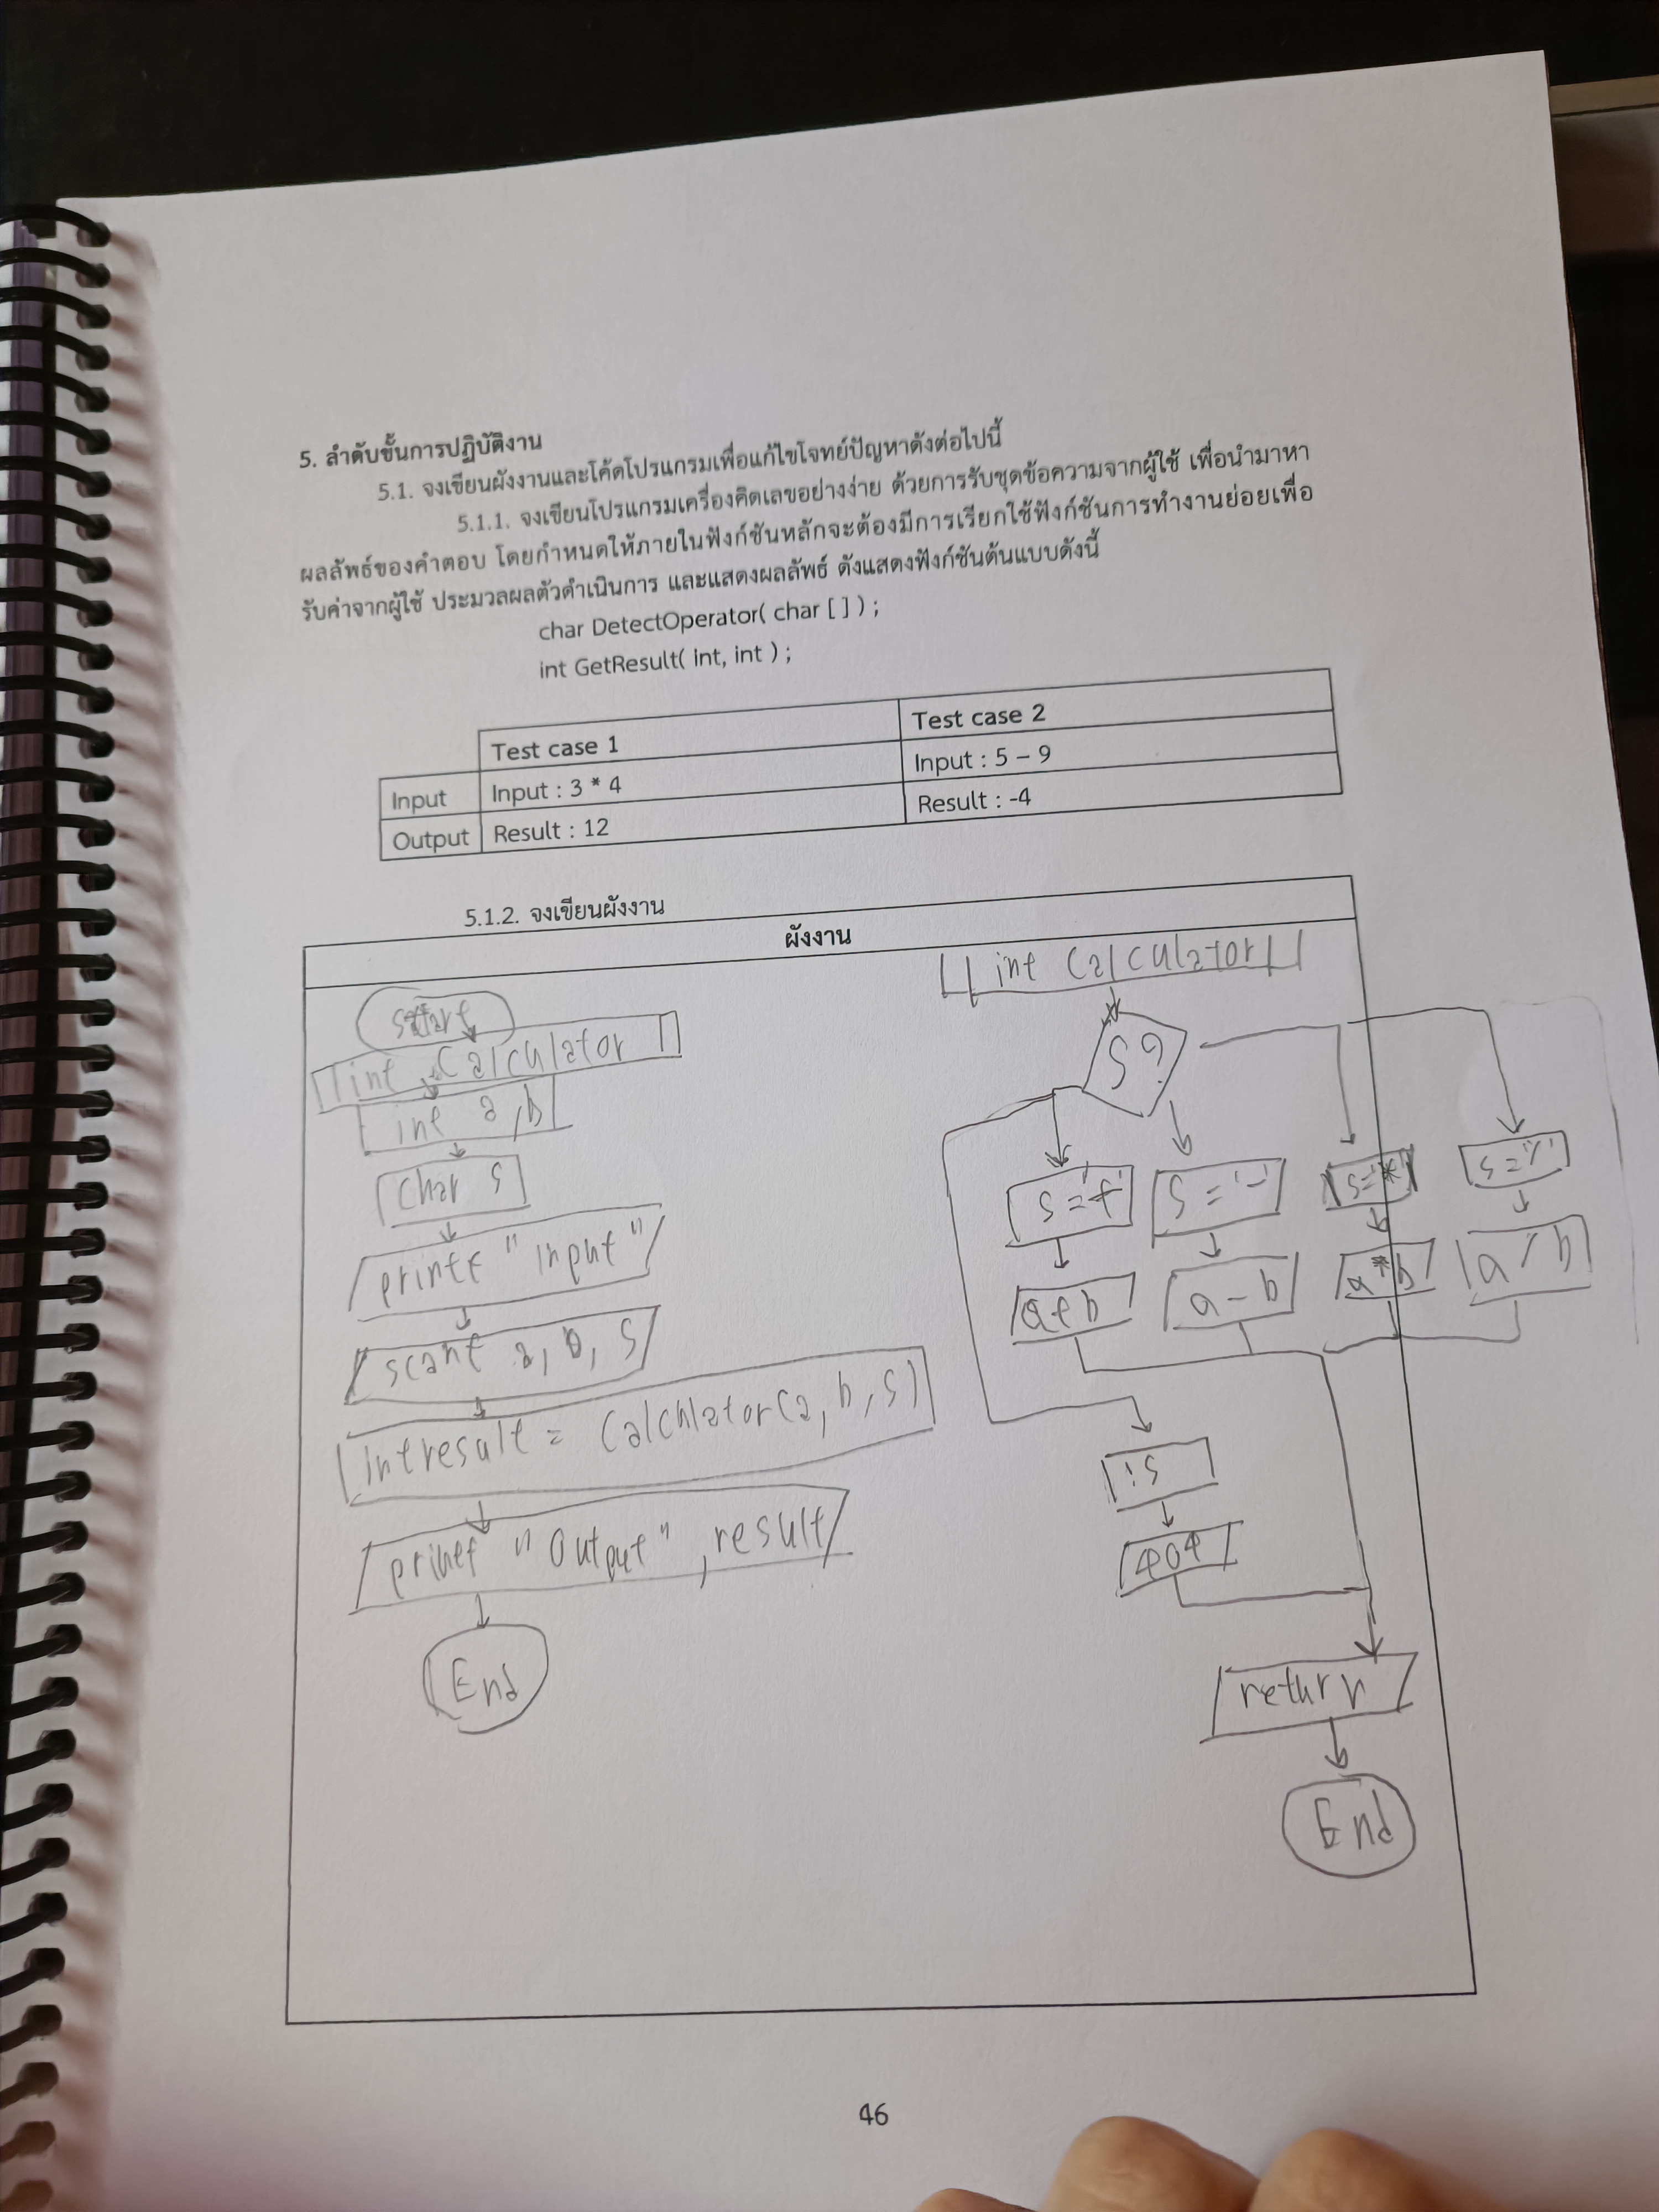 5. ลำดับขั้นการปฏิบัติงาน
5.1. จงเขียนผังงานและโค้ดโปรแกรมเพื่อแก้ไขโจทย์ปัญหาดังต่อไปนี้
5.1.1. จงเขียนโปรแกรมเครื่องคิดเลขอย่างง่าย ด้วยการรับชุดข้อความจากผู้ใช้ เพื่อนำมาหา
ผลลัพธ์ของคำตอบ โดยกำหนดให้ภายในฟังก์ชันหลักจะต้องมีการเรียกใช้ฟังก์ชันการทำงานย่อยเพื่อ
รับค่าจากผู้ใช้ ประมวลผลตัวดำเนินการ และแสดงผลลัพธ์ ดังแสดงฟังก์ชันต้นแบบดังนี้
char DetectOperator( char [ ] ) ;
int GetResult( int, int ) ;
Test case 1 Test case 2
Input Input : 3 * 4 Input : 5 – 9
Output Result : 12 Result : -4
5.1.2. จงเขียนผังงาน
ผังงาน
start
int Calculator
int a,b
char s
printf "input"
scanf a, b, s
int result = Calculator(a, b, s)
printf "Output", result
End
int Calculator
S?
s='+' s='-' s='*' s='/'
a+b a-b a*b a/b
!s
404
return
End
46